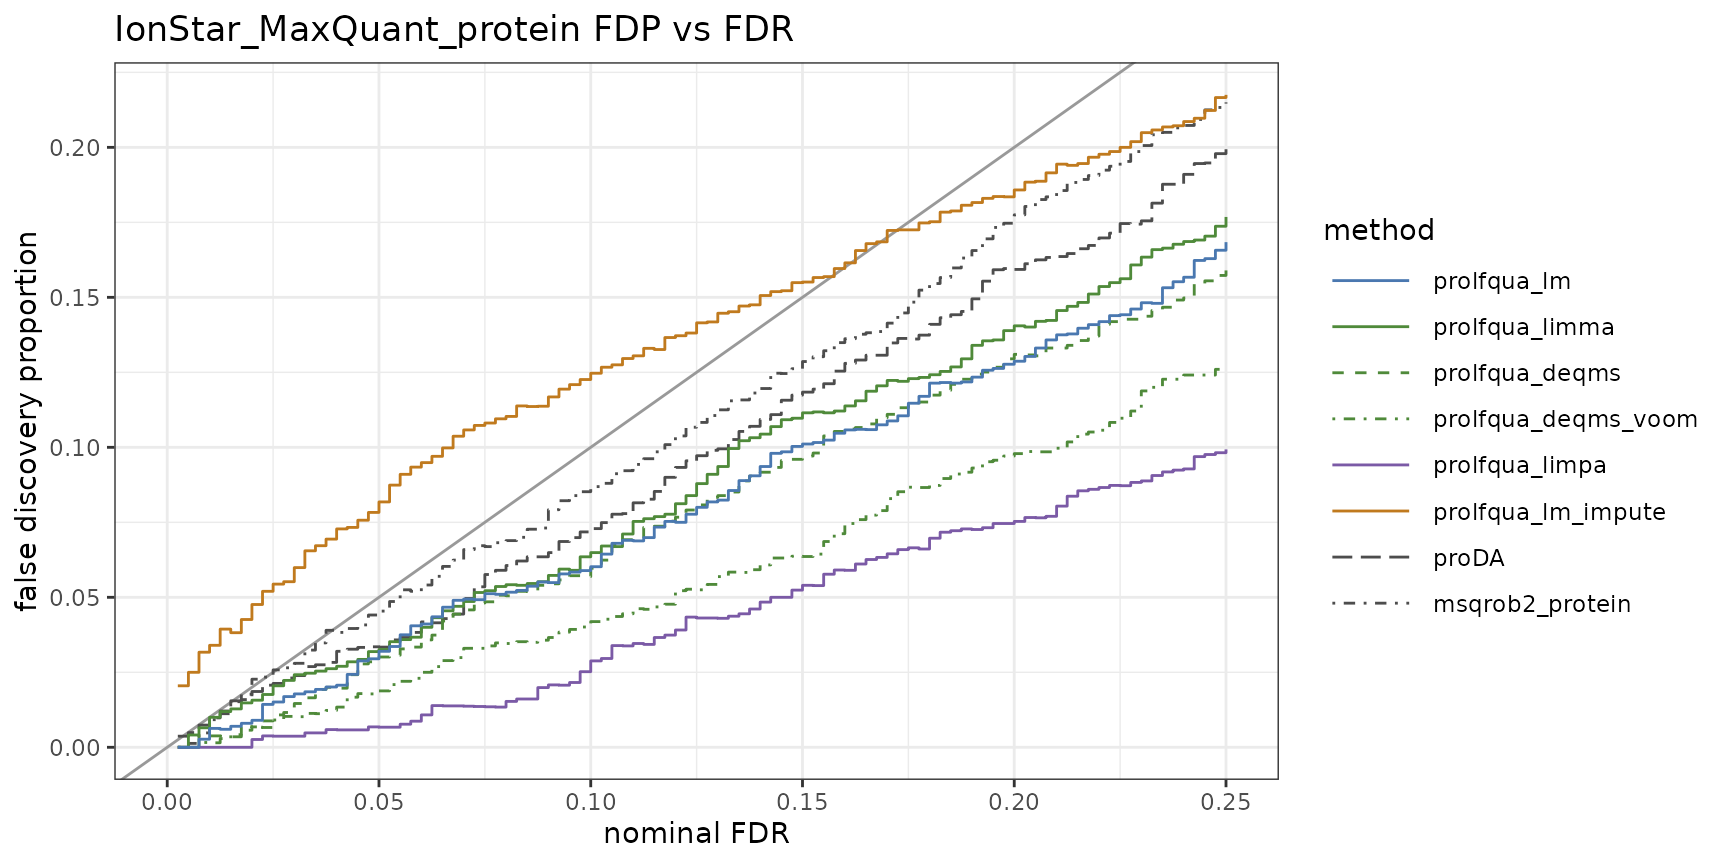 IonStar_MaxQuant_protein FDP vs FDR
false discovery proportion
0.20
0.15
0.10
0.05
0.00
0.00 0.05 0.10 0.15 0.20 0.25
nominal FDR
method
prolfqua_lm
prolfqua_limma
prolfqua_deqms
prolfqua_deqms_voom
prolfqua_limpa
prolfqua_lm_impute
proDA
msqrob2_protein